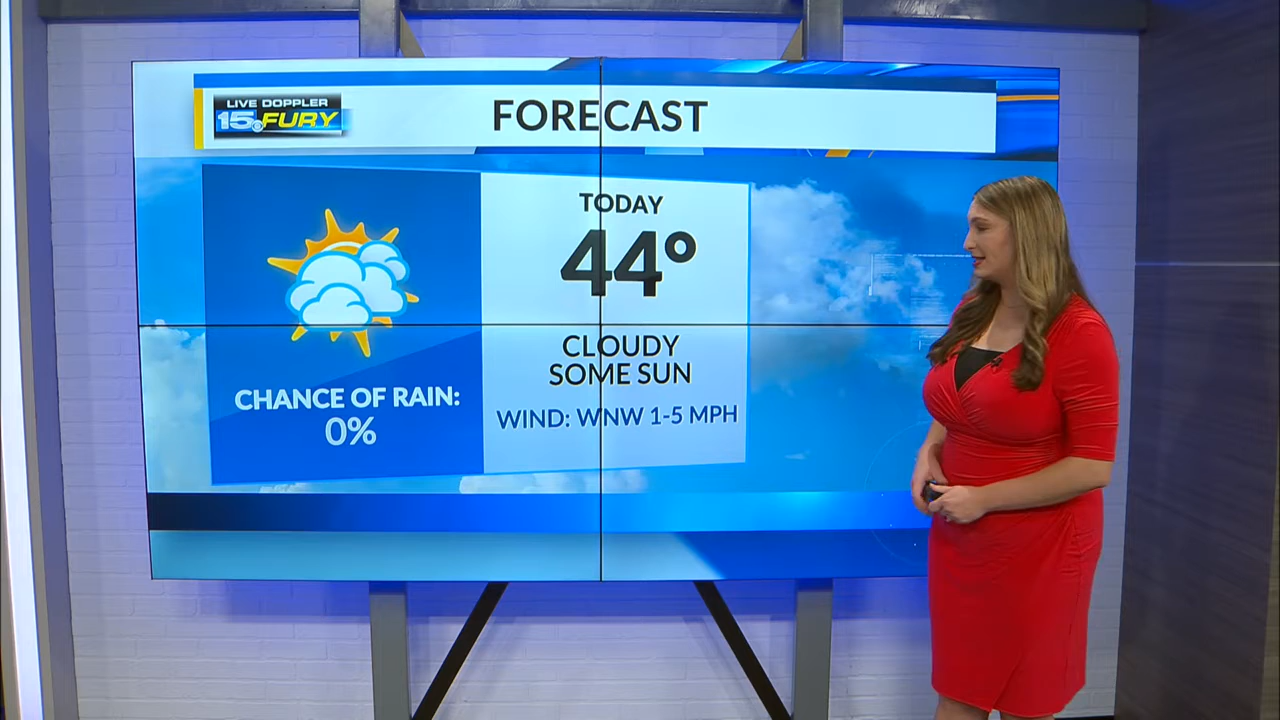 LIVE DOPPLER
15 FURY
FORECAST
TODAY
44°
CLOUDY
SOME SUN
WIND: WNW 1-5 MPH
CHANCE OF RAIN:
0%